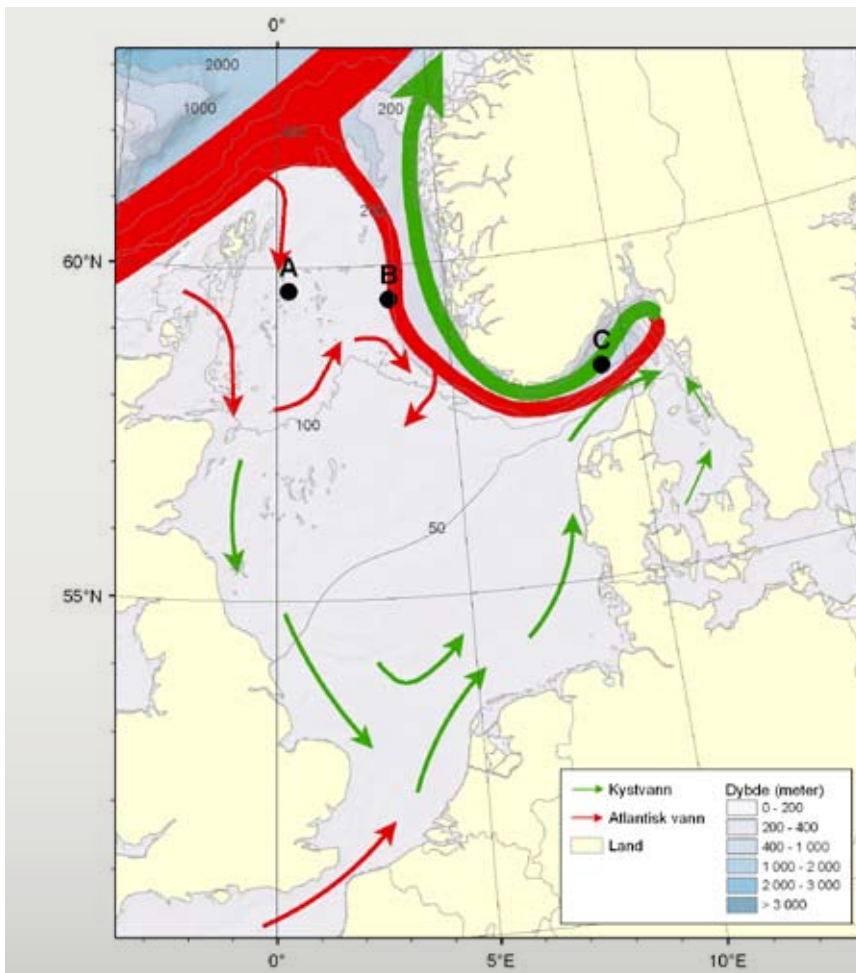 0°
2000
1000
200
200
60°N
A
B
C
100
50
55°N
Kystvann
Atlantisk vann
Land
Dybde (meter)
0 - 200
200 - 400
400 - 1 000
1 000 - 2 000
2 000 - 3 000
> 3 000
0°
5°E
10°E